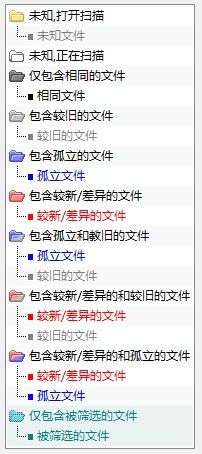 未知,打开扫描
未知文件
未知,正在扫描
仅包含相同的文件
相同文件
包含较旧的文件
较旧的文件
包含孤立的文件
孤立文件
包含较新/差异的文件
较新/差异的文件
包含孤立和较旧的文件
孤立文件
较旧的文件
包含较新/差异的和较旧的文件
较新/差异的文件
较旧的文件
包含较新/差异的和孤立的文件
较新/差异的文件
孤立文件
仅包含被筛选的文件
被筛选的文件